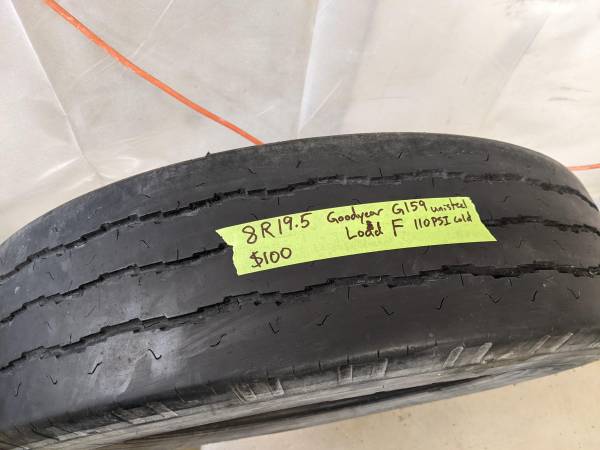 8R19.5 Goodyear G159 unisteel
Load F 110PSI Cold
$100